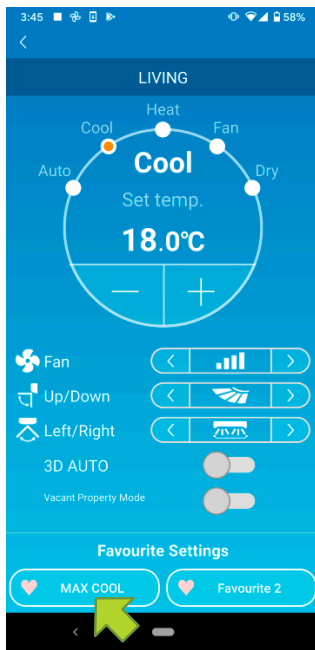 3:45 58%
LIVING
Heat
Cool Fan
Auto Cool Dry
Set temp.
18.0°C
Fan
Up/Down
Left/Right
3D AUTO
Vacant Property Mode
Favourite Settings
MAX COOL Favourite 2